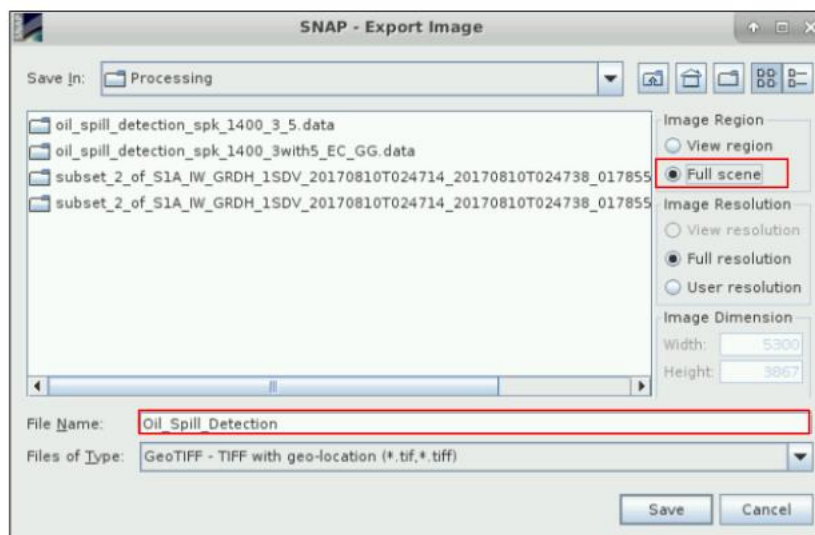 SNAP - Export Image
Save In: Processing
oil_spill_detection_spk_1400_3_5.data
oil_spill_detection_spk_1400_3with5_EC_GG.data
subset_2_of_S1A_IW_GRDH_1SDV_20170810T024714_20170810T024738_017855
subset_2_of_S1A_IW_GRDH_1SDV_20170810T024714_20170810T024738_017855
Image Region
View region
Full scene
Image Resolution
View resolution
Full resolution
User resolution
Image Dimension
Width: 5300
Height: 3867
File Name: Oil_Spill_Detection
Files of Type: GeoTIFF - TIFF with geo-location (*.tif,*.tiff)
Save Cancel